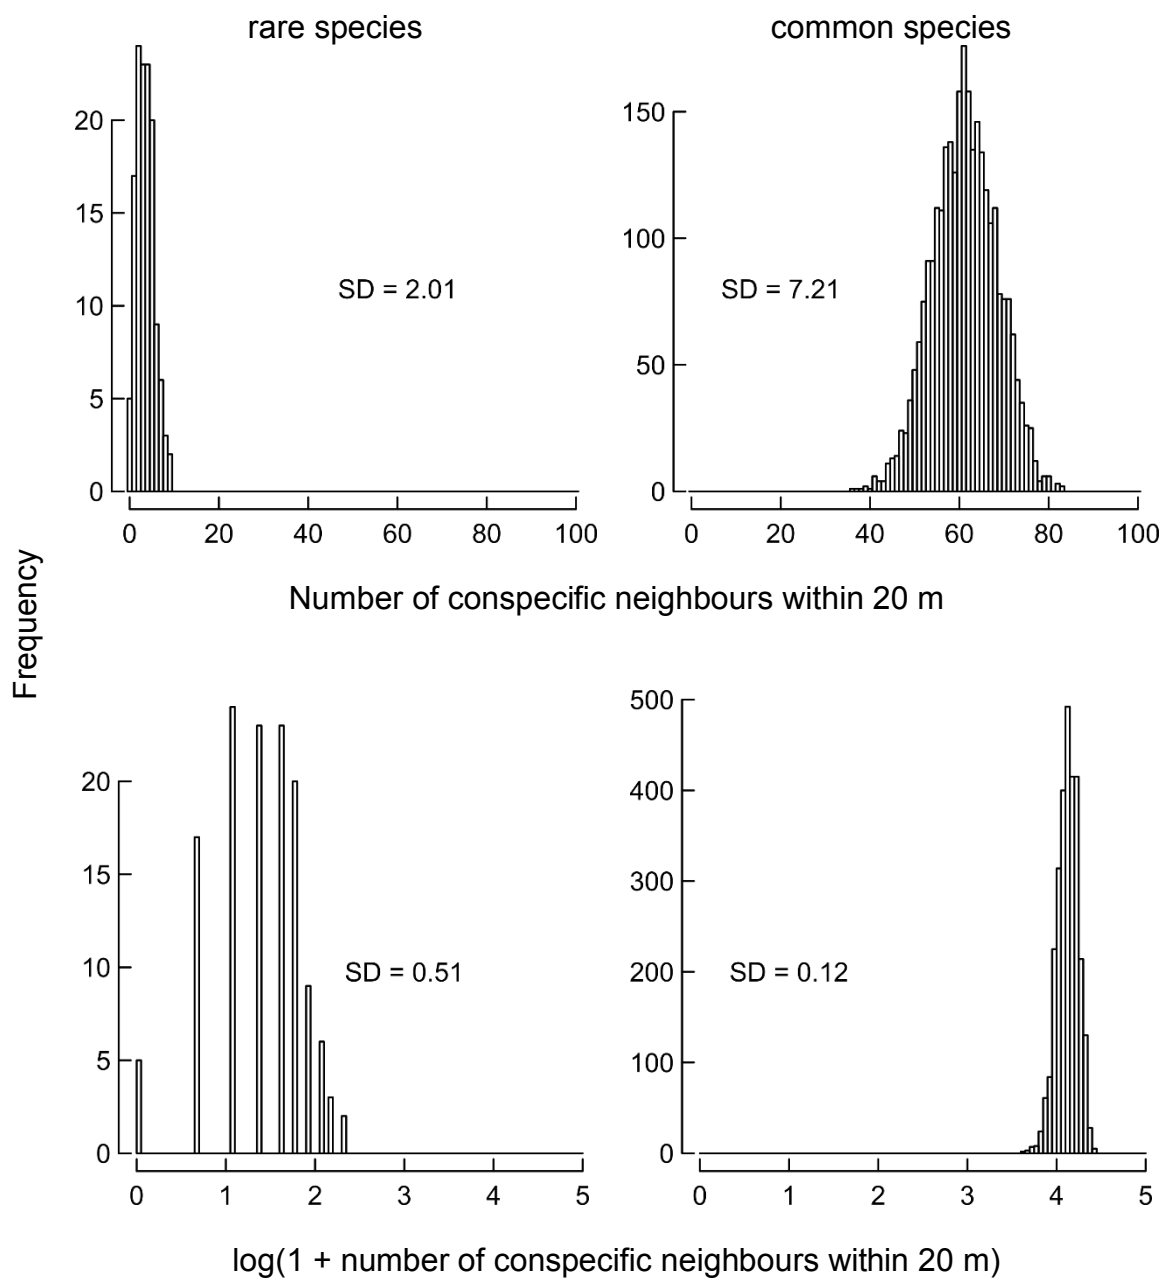 rare species
common species
20
15
10
5
0
SD = 2.01
0 20 40 60 80 100
150
100
50
0
SD = 7.21
0 20 40 60 80 100
Number of conspecific neighbours within 20 m
Frequency
20
15
10
5
0
SD = 0.51
0 1 2 3 4 5
500
400
300
200
100
0
SD = 0.12
0 1 2 3 4 5
log(1 + number of conspecific neighbours within 20 m)